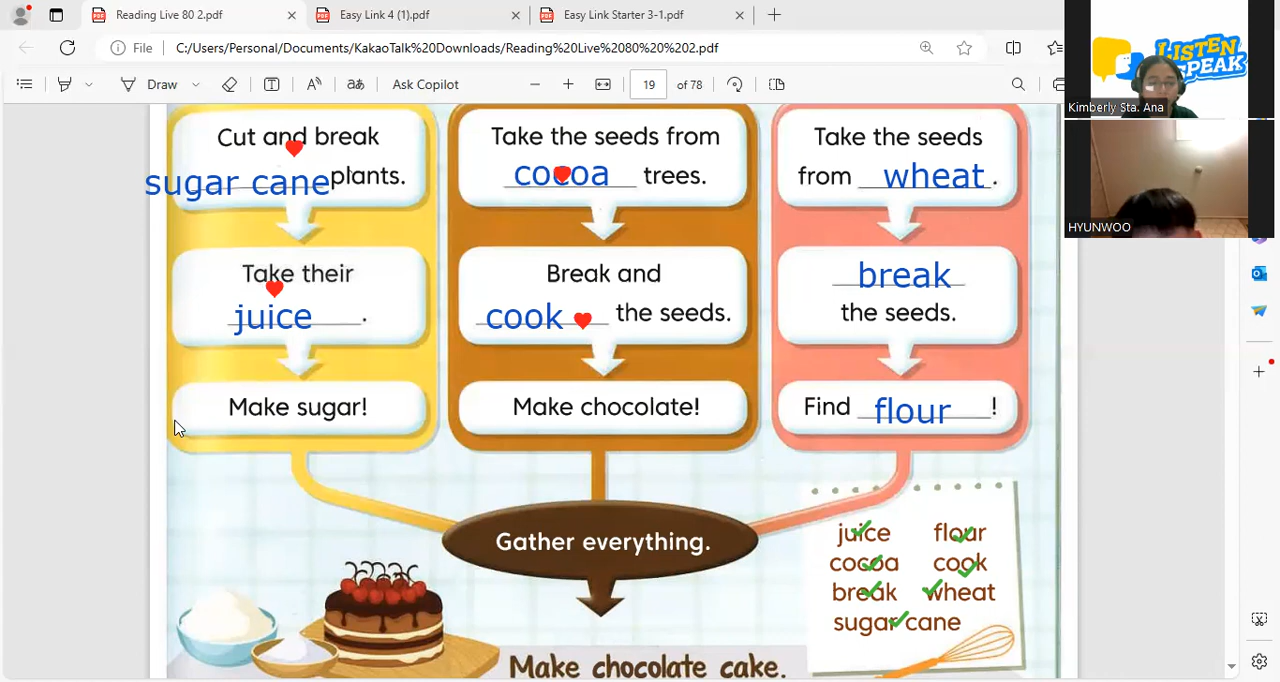 Reading Live 80 2.pdf
Easy Link 4 (1).pdf
Easy Link Starter 3-1.pdf
File
C:/Users/Personal/Documents/KakaoTalk%20Downloads/Reading%20Live%2080%20%202.pdf
Draw
aあ
Ask Copilot
19 of 78
LISTEN
SPEAK
Kimberly Sta. Ana
HYUNWOO
Cut and break
sugar cane plants.
Take their
juice.
Make sugar!
Take the seeds from
cocoa trees.
Break and
cook the seeds.
Make chocolate!
Take the seeds
from wheat.
break
the seeds.
Find flour!
Gather everything.
juice flour
cocoa cook
break wheat
sugar cane
Make chocolate cake.